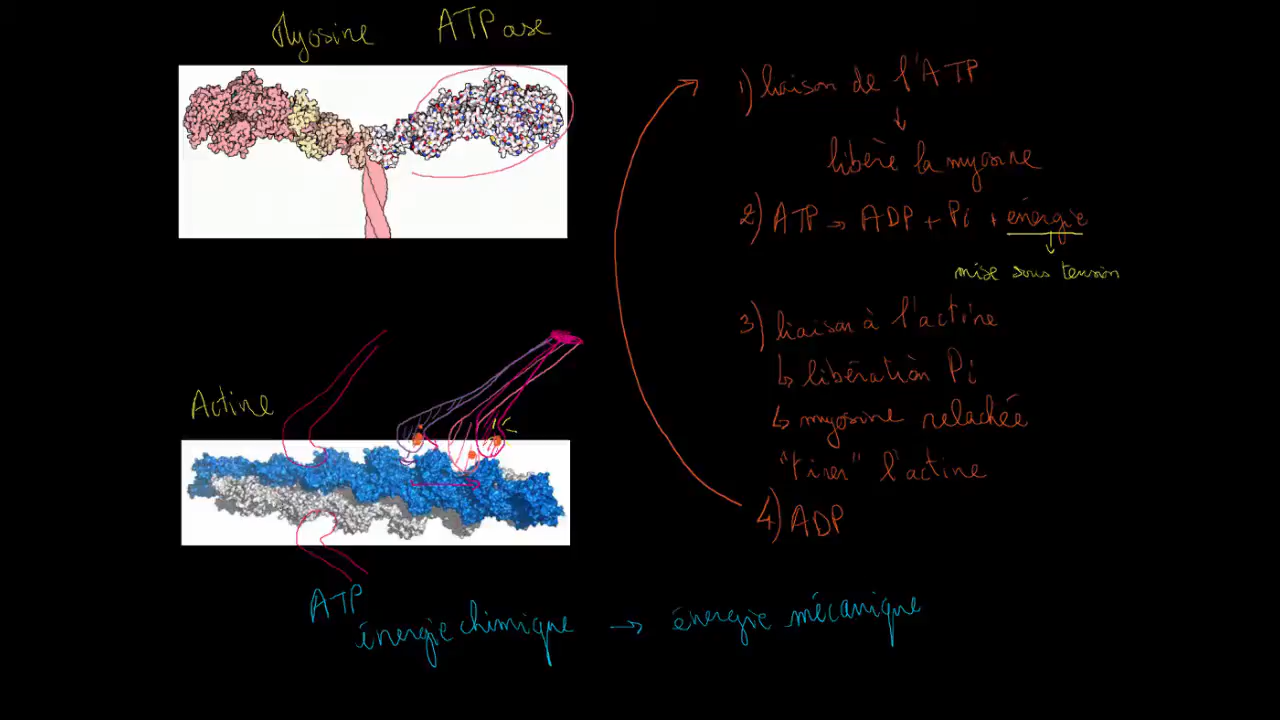 Myosine ATPase
1) liaison de l'ATP
↓
libère la myosine
2) ATP → ADP + Pi + énergie
↓
mise sous tension
3) liaison à l'actine
↳ libération Pi
↳ myosine relachée
"tirer" l'actine
4) ADP
Actine
ATP
énergie chimique → énergie mécanique